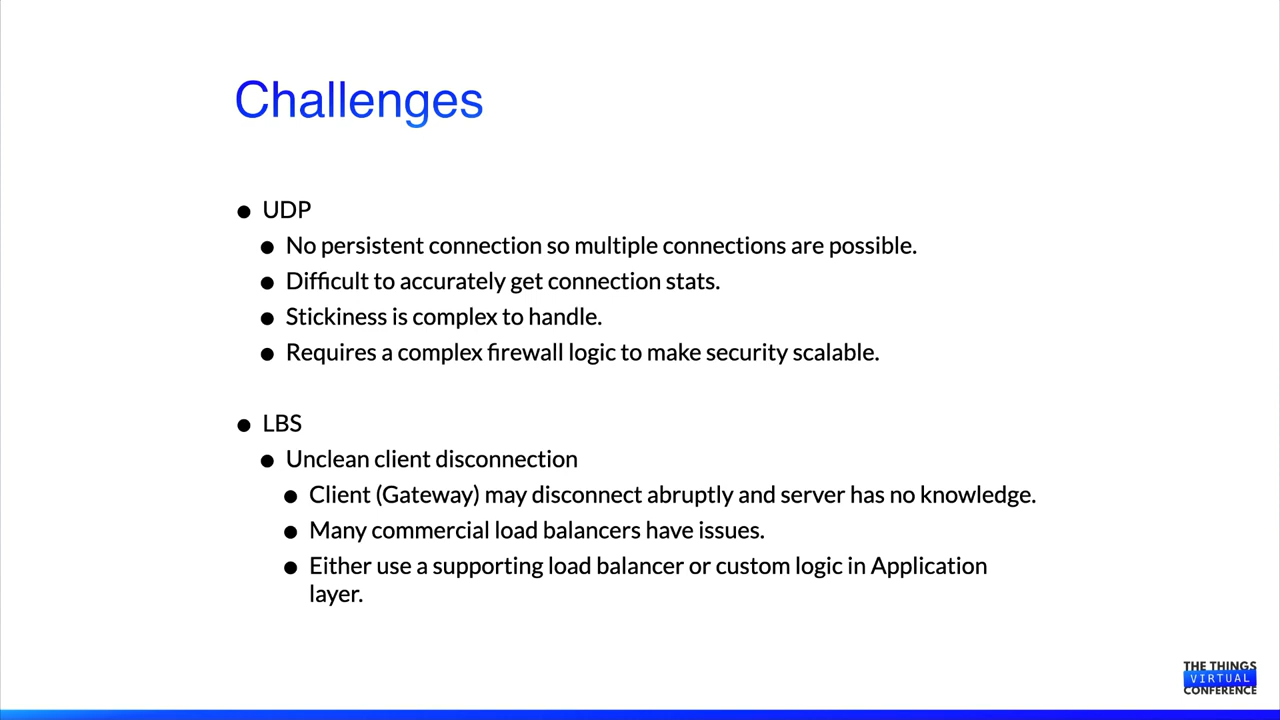 Challenges
● UDP
● No persistent connection so multiple connections are possible.
● Difficult to accurately get connection stats.
● Stickiness is complex to handle.
● Requires a complex firewall logic to make security scalable.
● LBS
● Unclean client disconnection
● Client (Gateway) may disconnect abruptly and server has no knowledge.
● Many commercial load balancers have issues.
● Either use a supporting load balancer or custom logic in Application
layer.
THE THINGS
VIRTUAL
CONFERENCE